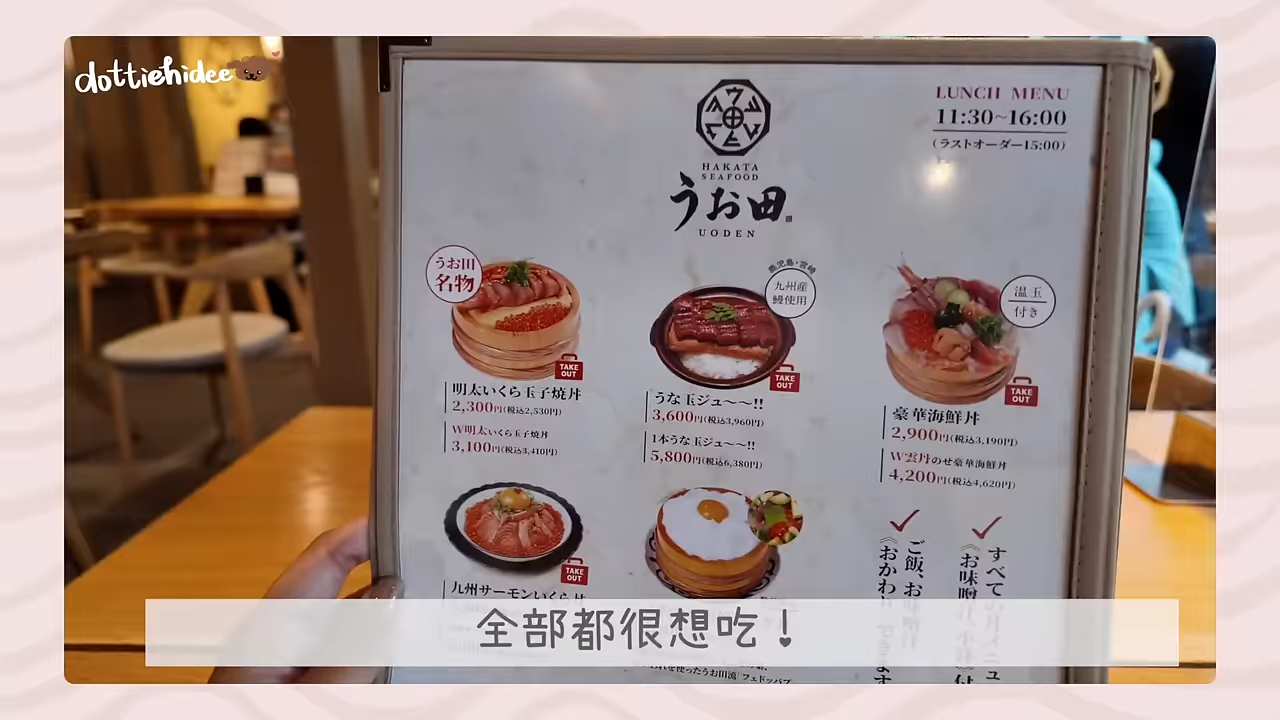 dottiehidee
LUNCH MENU
11:30~16:00
(ラストオーダー15:00)
HAKATA
SEAFOOD
うお田
UODEN
うお田
名物
TAKE
OUT
明太いくら玉子焼丼
2,300円(税込2,530円)
W明太いくら玉子焼丼
3,100円(税込3,410円)
鹿児島・宮崎
九州産
鰻使用
TAKE
OUT
うな玉ジュ〜〜!!
3,600円(税込3,960円)
1本うな玉ジュ〜〜!!
5,800円(税込6,380円)
温玉
付き
TAKE
OUT
豪華海鮮丼
2,900円(税込3,190円)
W雲丹のせ豪華海鮮丼
4,200円(税込4,620円)
TAKE
OUT
九州サーモンいくら丼
すべての
《お味噌汁
ご飯、お味噌汁
《おかわり
全部都很想吃！